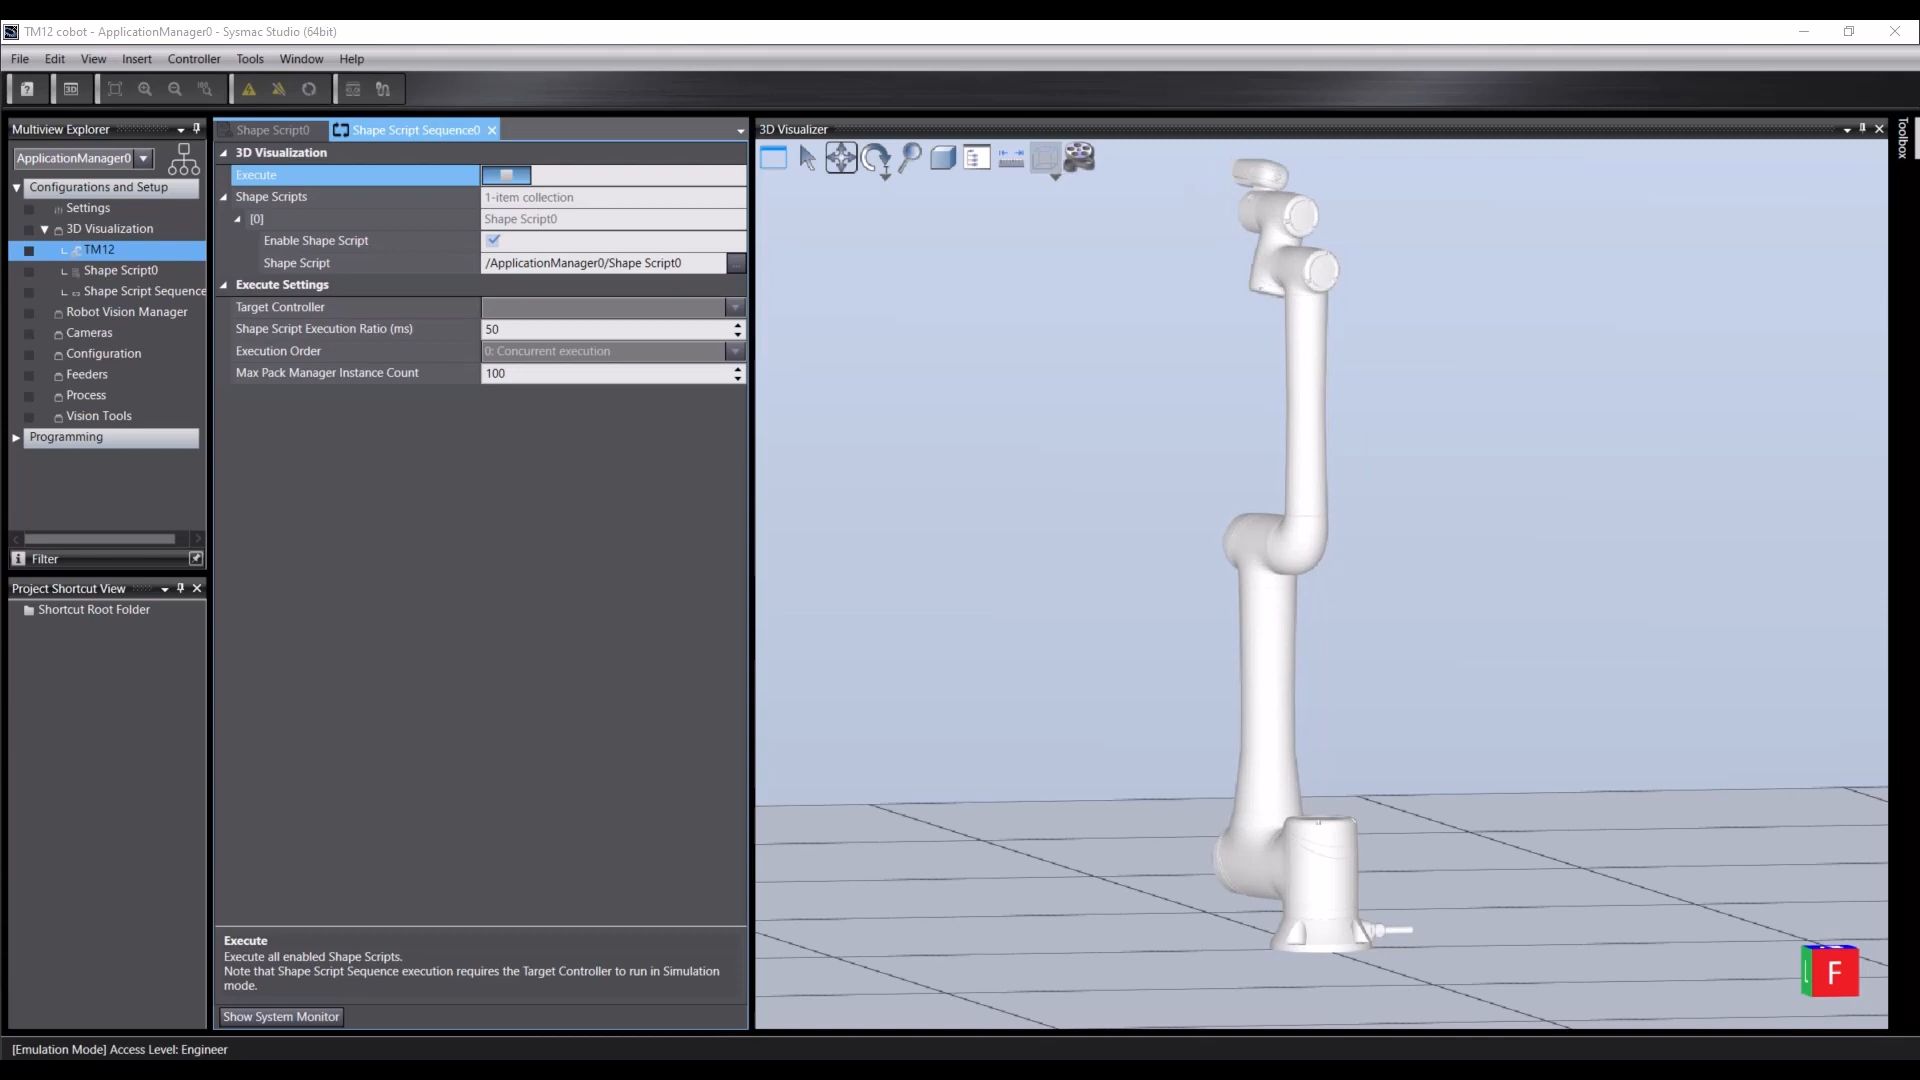 TM12 cobot - ApplicationManager0 - Sysmac Studio (64bit)
File Edit View Insert Controller Tools Window Help
3D
Multiview Explorer
ApplicationManager0
Configurations and Setup
Settings
3D Visualization
TM12
Shape Script0
Shape Script Sequence
Robot Vision Manager
Cameras
Configuration
Feeders
Process
Vision Tools
Programming
Filter
Project Shortcut View
Shortcut Root Folder
Shape Script0
Shape Script Sequence0
3D Visualization
Execute
Shape Scripts 1-item collection
[0] Shape Script0
Enable Shape Script
Shape Script /ApplicationManager0/Shape Script0 ...
Execute Settings
Target Controller
Shape Script Execution Ratio (ms) 50
Execution Order 0: Concurrent execution
Max Pack Manager Instance Count 100
Execute
Execute all enabled Shape Scripts.
Note that Shape Script Sequence execution requires the Target Controller to run in Simulation
mode.
Show System Monitor
3D Visualizer
Toolbox
F
[Emulation Mode] Access Level: Engineer